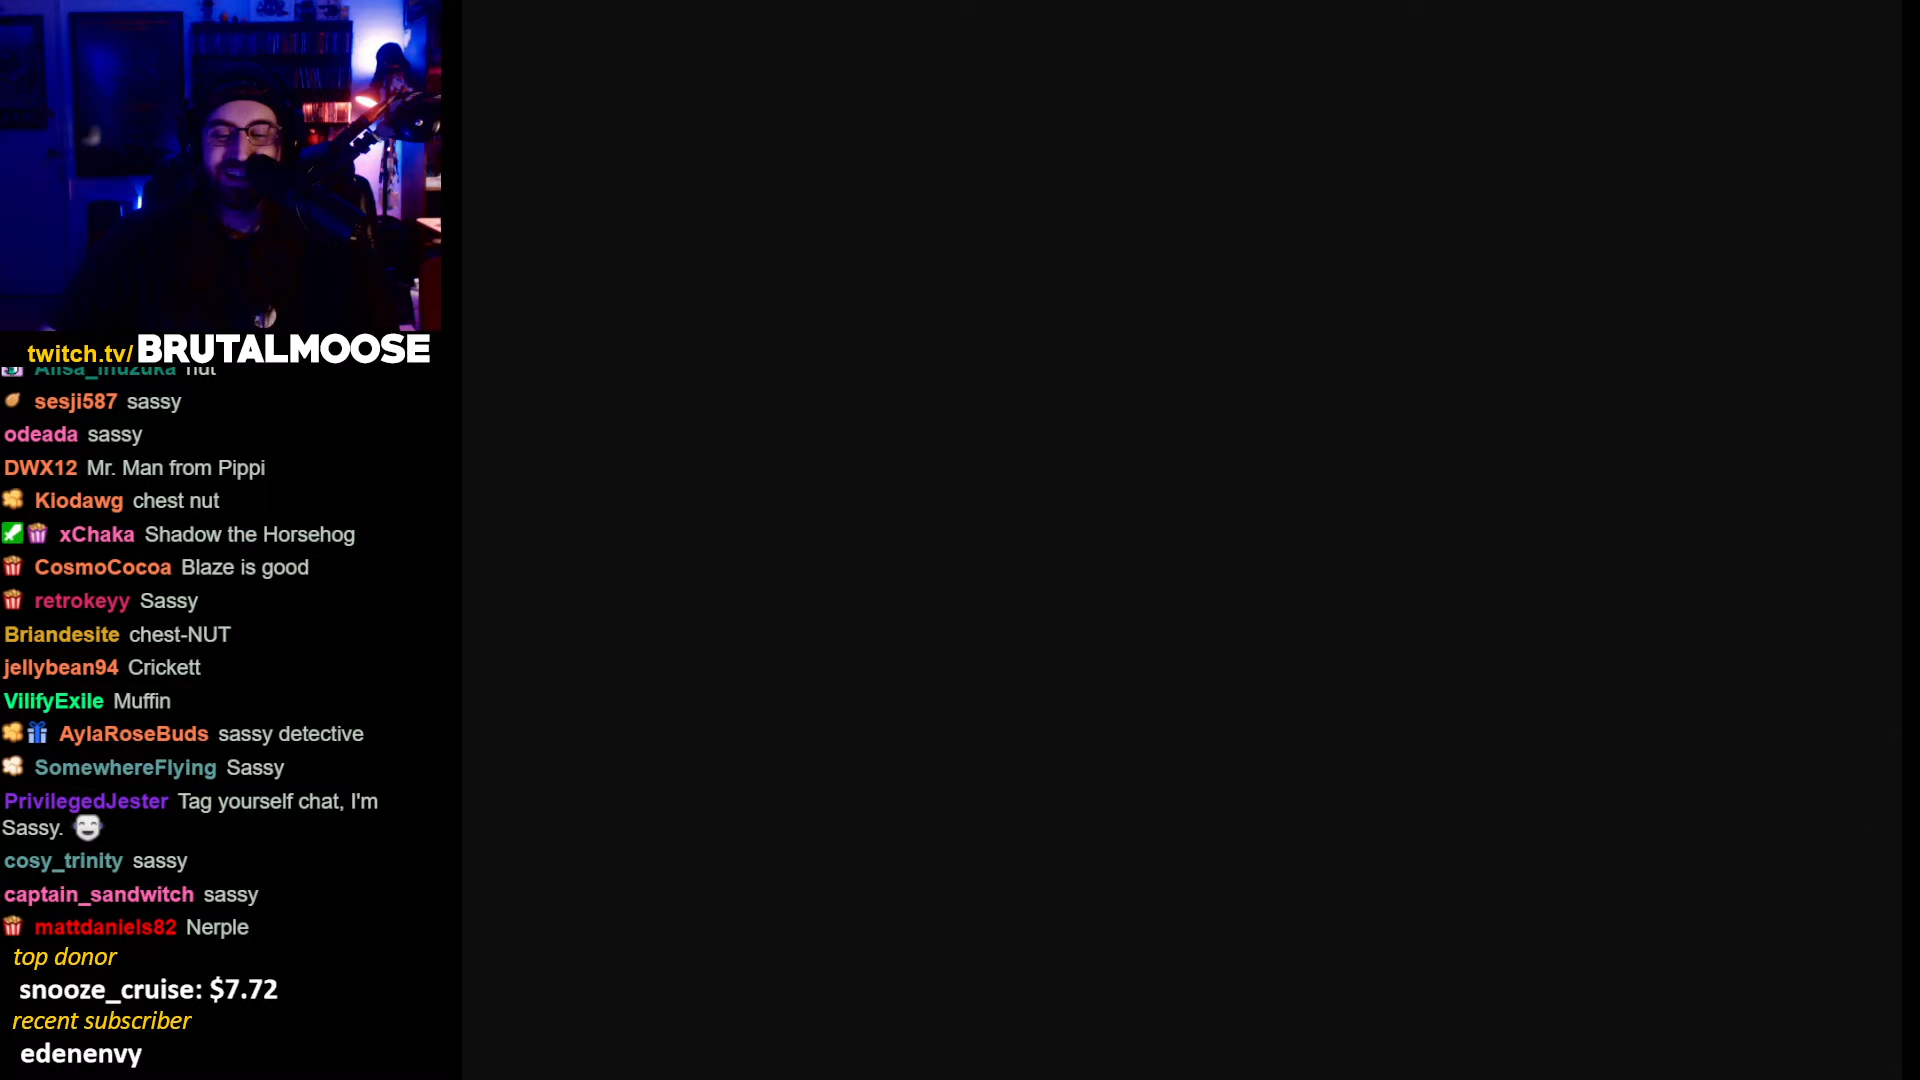 twitch.tv/BRUTALMOOSE
Alisa_Inuzuka nut
sesji587 sassy
odeada sassy
DWX12 Mr. Man from Pippi
Kiodawg chest nut
xChaka Shadow the Horsehog
CosmoCocoa Blaze is good
retrokeyy Sassy
Briandesite chest-NUT
jellybean94 Crickett
VilifyExile Muffin
AylaRoseBuds sassy detective
SomewhereFlying Sassy
PrivilegedJester Tag yourself chat, I'm
Sassy.
cosy_trinity sassy
captain_sandwitch sassy
mattdaniels82 Nerple
top donor
snooze_cruise: $7.72
recent subscriber
edenenvy